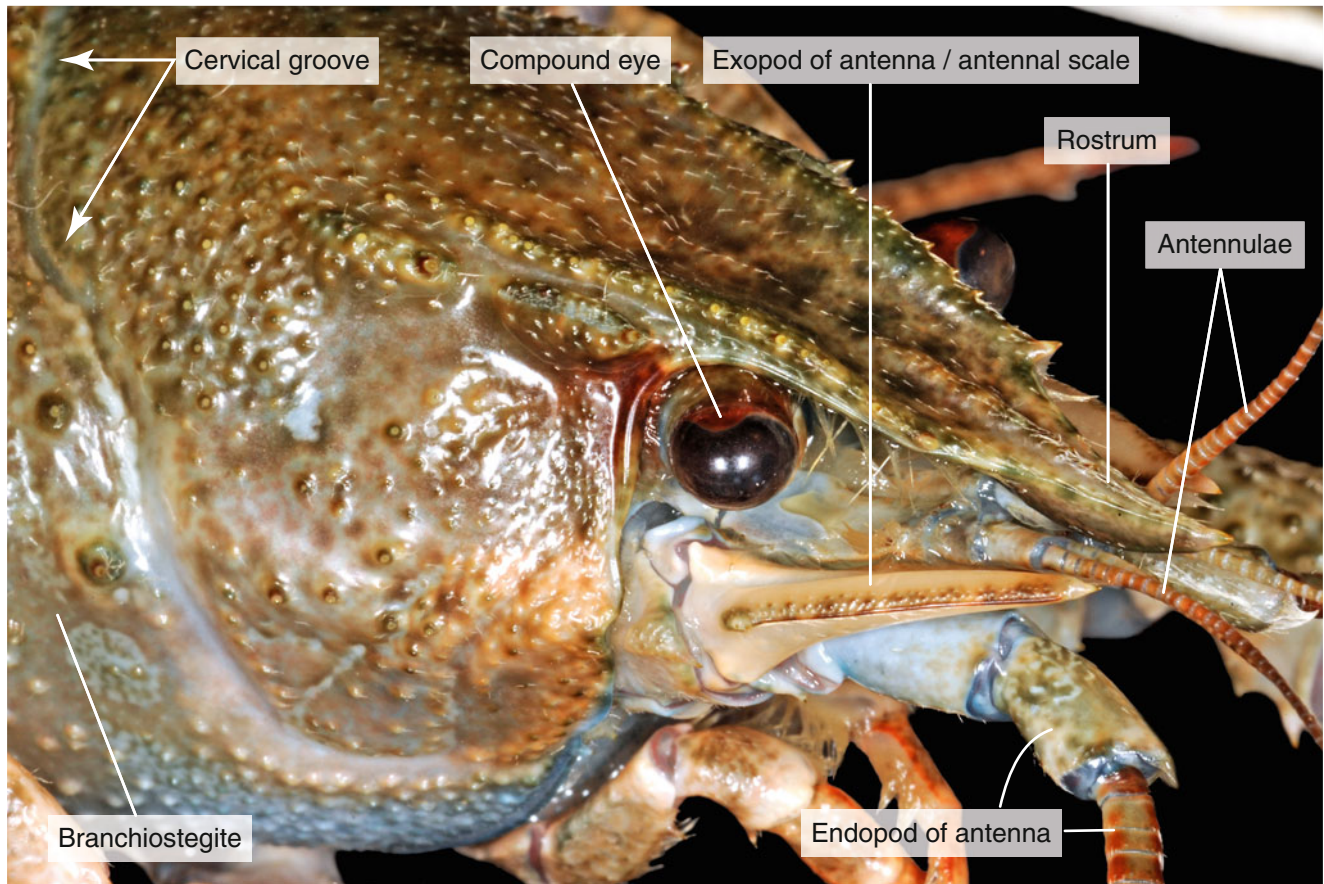 Cervical groove
Compound eye
Exopod of antenna / antennal scale
Rostrum
Antennulae
Branchiostegite
Endopod of antenna